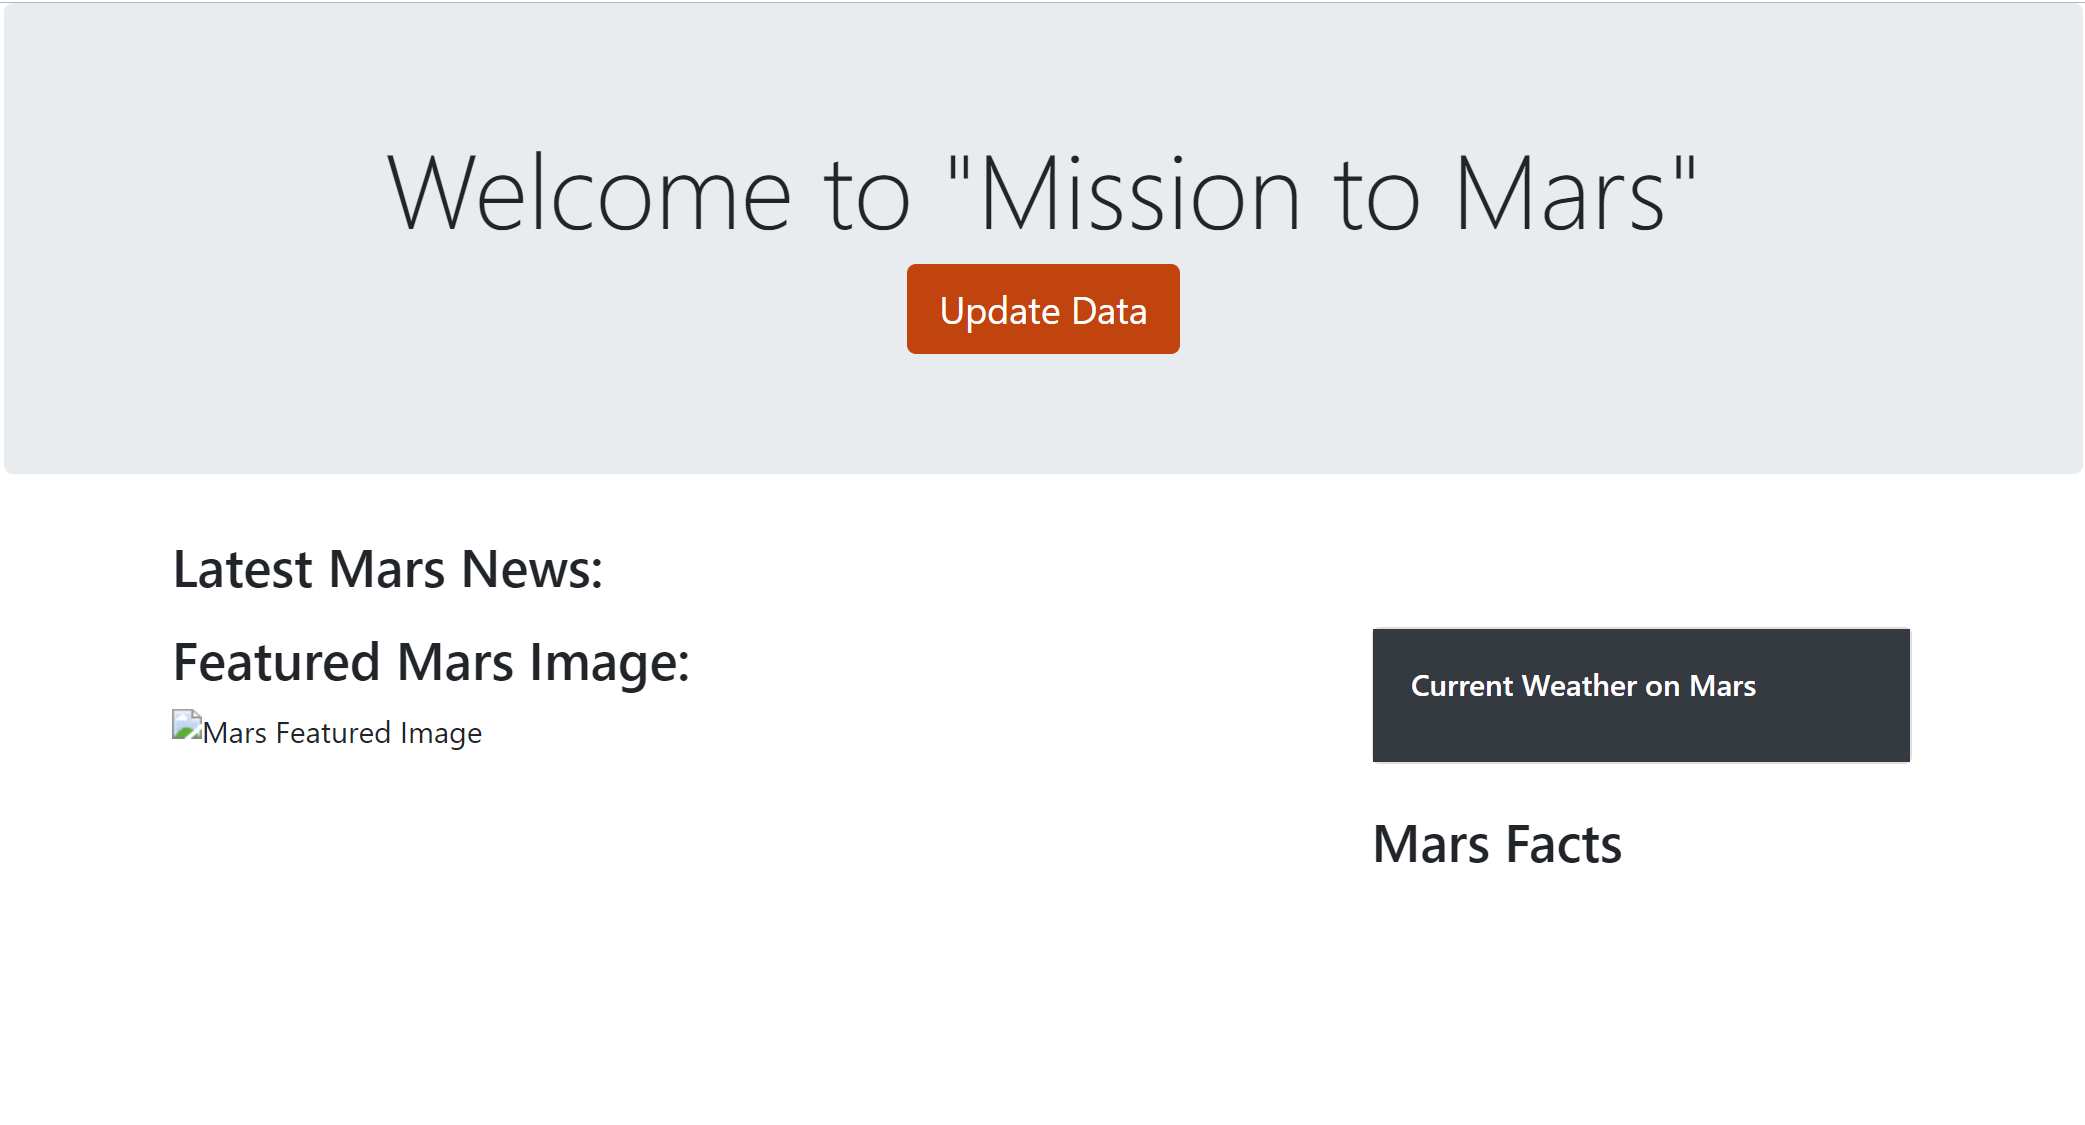 Welcome to "Mission to Mars"
Update Data
Latest Mars News:
Featured Mars Image:
Mars Featured Image
Current Weather on Mars
Mars Facts